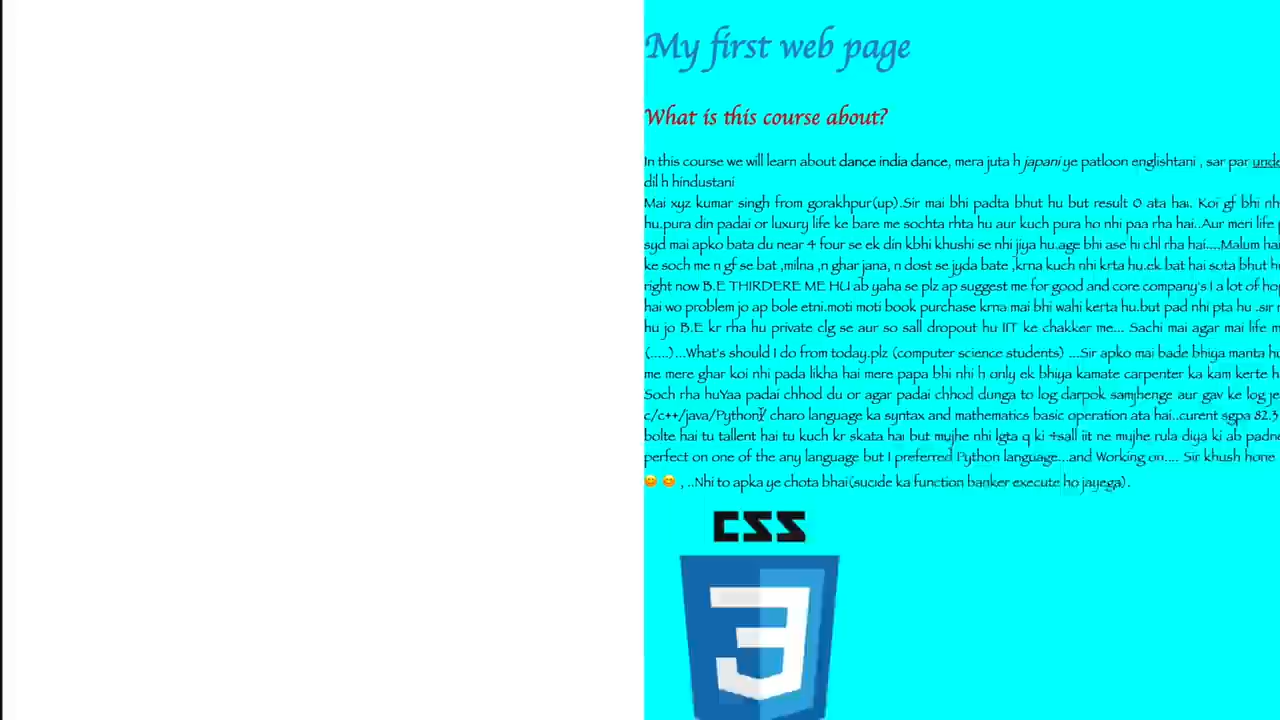 My first web page
What is this course about?
In this course we will learn about dance india dance, mera juta h japani ye patloon englishtani , sar par unde
dil h hindustani
Mai xyz kumar singh from gorakhpur(up).Sir mai bhi padta bhut hu but result 0 ata hai. Koi gf bhi nh
hu.pura din padai or luxury life ke bare me sochta rhta hu aur kuch pura ho nhi paa rha hai..Aur meri life
syd mai apko bata du near 4 four se ek din kbhi khushi se nhi jiya hu.age bhi ase hi chl rha hai....Malum hai
ke soch me n gf se bat ,milna ,n ghar jana, n dost se jyda bate ,krna kuch nhi krta hu.ek bat hai sota bhut h
right now B.E THIRDERE ME HU ab yaha se plz ap suggest me for good and core company's I a lot of hop
hai wo problem jo ap bole etni.moti moti book purchase krna mai bhi wahi kerta hu.but pad nhi pta hu .sir
hu jo B.E kr rha hu private clg se aur so sall dropout hu IIT ke chakker me... Sachi mai agar mai life m
(.....)...What's should I do from today.plz (computer science students) ...Sir apko mai bade bhiya manta hu
me mere ghar koi nhi pada likha hai mere papa bhi nhi h only ek bhiya kamate carpenter ka kam kerte h
Soch rha huYaa padai chhod du or agar padai chhod dunga to log darpok samjhenge aur gav ke log je
c/c++/java/Python)/ charo language ka syntax and mathematics basic operation ata hai..curent sgpa 82.3
bolte hai tu tallent hai tu kuch kr skata hai but mujhe nhi lgta q ki 4sall iit ne mujhe rula diya ki ab padne
perfect on one of the any language but I preferred Python language...and Working on.... Sir khush hone
😊 😊 , ..Nhi to apka ye chota bhai(sucide ka function banker execute ho jayega).
CSS
3